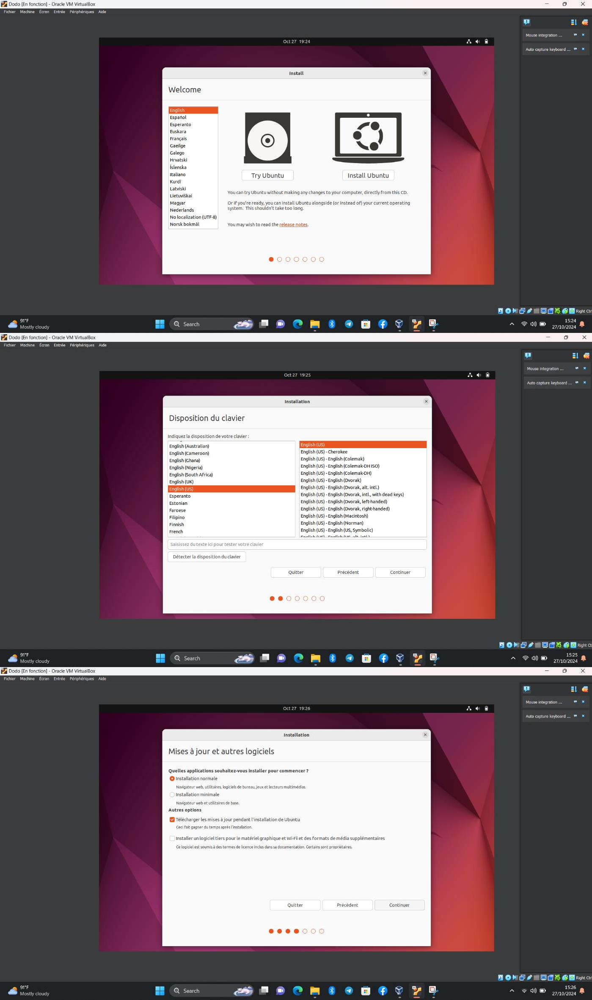 Dodo [En fonction] - Oracle VM VirtualBox
Fichier Machine Écran Entrée Périphériques Aide
Mouse integration ...
Auto capture keyboard ...
Oct 27 19:24
Install
Welcome
English
Español
Esperanto
Euskara
Français
Gaeilge
Galego
Hrvatski
Íslenska
Italiano
Kurdî
Latviski
Lietuviškai
Magyar
Nederlands
No localization (UTF-8)
Norsk bokmål
Try Ubuntu
Install Ubuntu
You can try Ubuntu without making any changes to your computer, directly from this CD.
Or if you're ready, you can install Ubuntu alongside (or instead of) your current operating
system. This shouldn't take too long.
You may wish to read the release notes.
Right Ctrl
91°F
Mostly cloudy
Search
15:24
27/10/2024
Dodo [En fonction] - Oracle VM VirtualBox
Fichier Machine Écran Entrée Périphériques Aide
Mouse integration ...
Auto capture keyboard ...
Oct 27 19:25
Installation
Disposition du clavier
Indiquez la disposition de votre clavier :
English (Australian)
English (Cameroon)
English (Ghana)
English (Nigeria)
English (South Africa)
English (UK)
English (US)
Esperanto
Estonian
Faroese
Filipino
Finnish
French
English (US)
English (US) - Cherokee
English (US) - English (Colemak)
English (US) - English (Colemak-DH ISO)
English (US) - English (Colemak-DH)
English (US) - English (Dvorak)
English (US) - English (Dvorak, alt. intl.)
English (US) - English (Dvorak, intl., with dead keys)
English (US) - English (Dvorak, left-handed)
English (US) - English (Dvorak, right-handed)
English (US) - English (Macintosh)
English (US) - English (Norman)
English (US) - English (US, Symbolic)
English (US) - English (US, alt. intl.)
Saisissez du texte ici pour tester votre clavier
Détecter la disposition du clavier
Quitter
Précédent
Continuer
Right Ct
91°F
Mostly cloudy
Search
15:25
27/10/2024
Dodo [En fonction] - Oracle VM VirtualBox
Fichier Machine Écran Entrée Périphériques Aide
Mouse integration ...
Auto capture keyboard ...
Oct 27 19:26
Installation
Mises à jour et autres logiciels
Quelles applications souhaitez-vous installer pour commencer ?
Installation normale
Navigateur web, utilitaires, logiciels de bureau, jeux et lecteurs multimédias.
Installation minimale
Navigateur web et utilitaires de base.
Autres options
Télécharger les mises à jour pendant l'installation de Ubuntu
Ceci fait gagner du temps après l'installation.
Installer un logiciel tiers pour le matériel graphique et Wi-Fi et des formats de média supplémentaires
Ce logiciel est soumis à des termes de licence inclus dans sa documentation. Certains sont propriétaires.
Quitter
Précédent
Continuer
Right Ctrl
91°F
Mostly cloudy
Search
15:26
27/10/2024